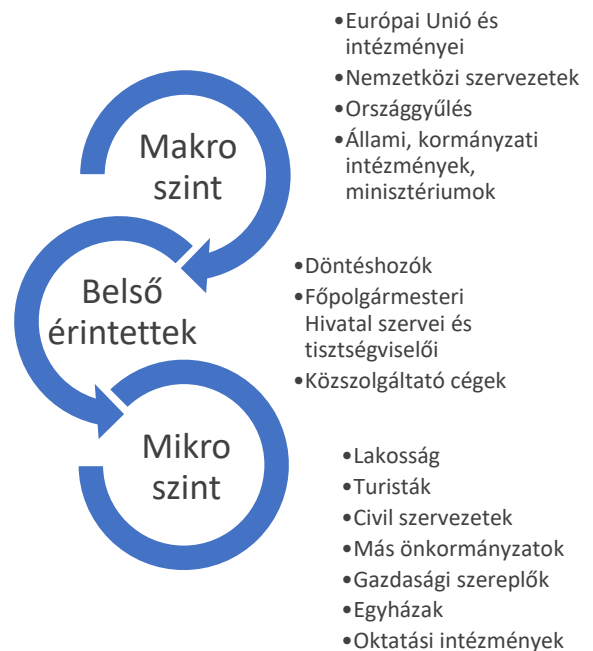 Makro
szint
•Európai Unió és
intézményei
•Nemzetközi szervezetek
•Országgyűlés
•Állami, kormányzati
intézmények,
minisztériumok
Belső
érintettek
•Döntéshozók
•Főpolgármesteri
Hivatal szervei és
tisztségviselői
•Közszolgáltató cégek
Mikro
szint
•Lakosság
•Turisták
•Civil szervezetek
•Más önkormányzatok
•Gazdasági szereplők
•Egyházak
•Oktatási intézmények